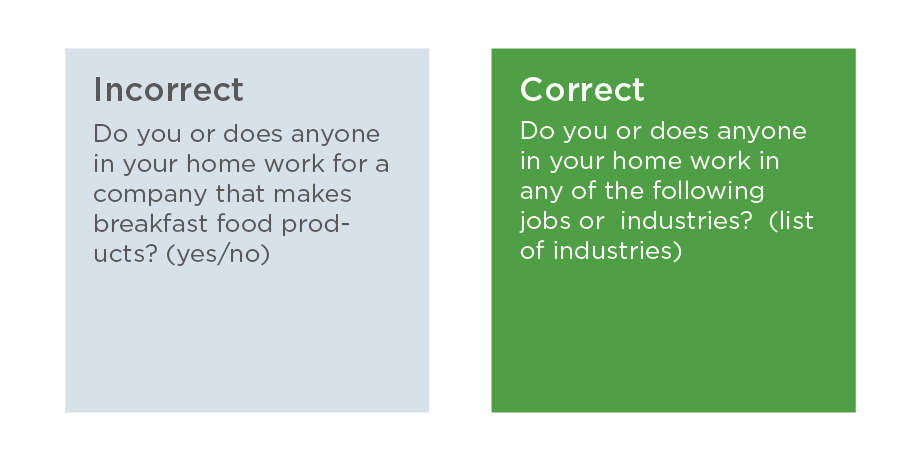 Incorrect
Do you or does anyone
in your home work for a
company that makes
breakfast food prod-
ucts? (yes/no)
Correct
Do you or does anyone
in your home work in
any of the following
jobs or  industries?  (list
of industries)